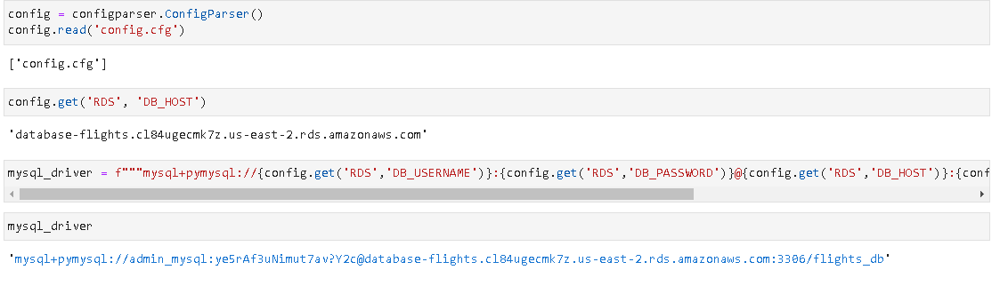 config = configparser.ConfigParser()
config.read('config.cfg')
['config.cfg']
config.get('RDS', 'DB_HOST')
'database-flights.cl84ugecmk7z.us-east-2.rds.amazonaws.com'
mysql_driver = f"""mysql+pymysql://{config.get('RDS','DB_USERNAME')}:{config.get('RDS','DB_PASSWORD')}@{config.get('RDS','DB_HOST')}:{conf
mysql_driver
'mysql+pymysql://admin_mysql:ye5rAf3uNimut7av?Y2c@database-flights.cl84ugecmk7z.us-east-2.rds.amazonaws.com:3306/flights_db'